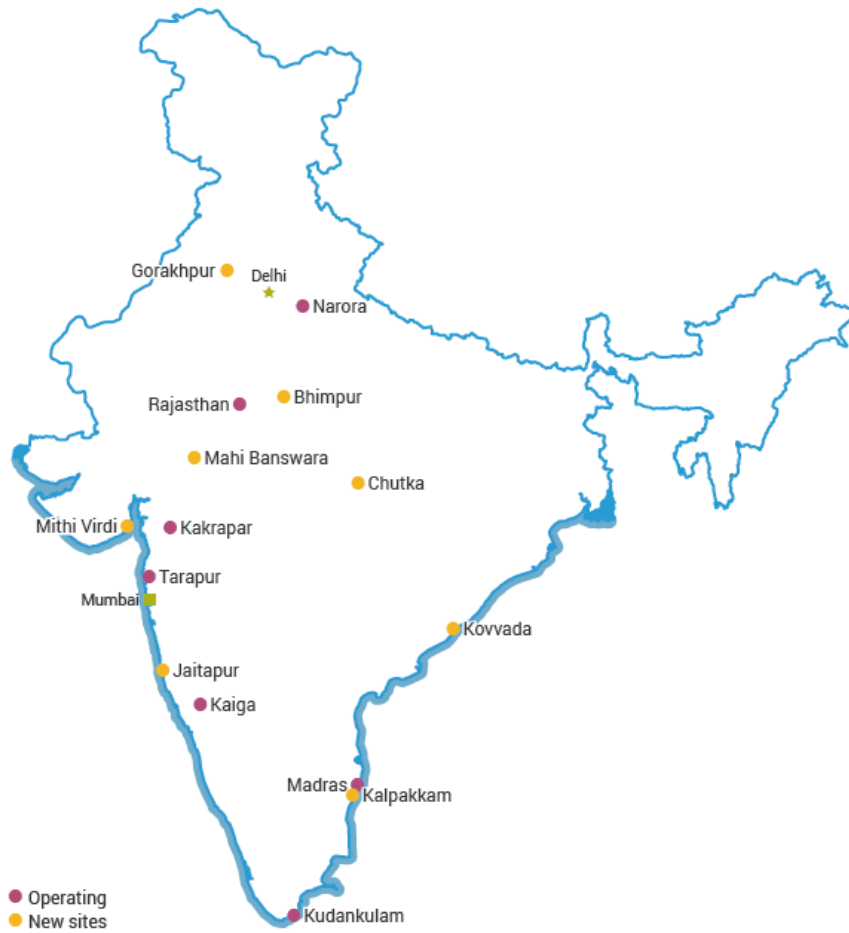 Gorakhpur
Delhi
Narora
Bhimpur
Rajasthan
Mahi Banswara
Chutka
Mithi Virdi
Kakrapar
Tarapur
Mumbai
Kovvada
Jaitapur
Kaiga
Madras
Kalpakkam
Operating
Kudankulam
New sites